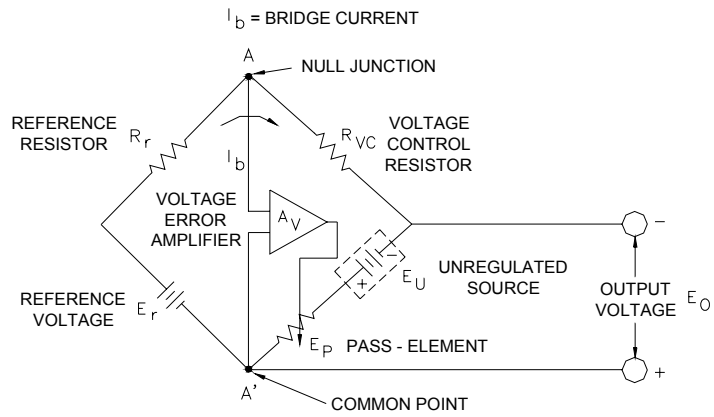 I b = BRIDGE CURRENT
A
NULL JUNCTION
REFERENCE
RESISTOR
R r
I b
R VC
VOLTAGE
CONTROL
RESISTOR
VOLTAGE
ERROR
AMPLIFIER
A V
-
REFERENCE
VOLTAGE
E r
+
-
E U
UNREGULATED
SOURCE
OUTPUT
VOLTAGE
E O
E P
PASS - ELEMENT
+
A'
COMMON POINT